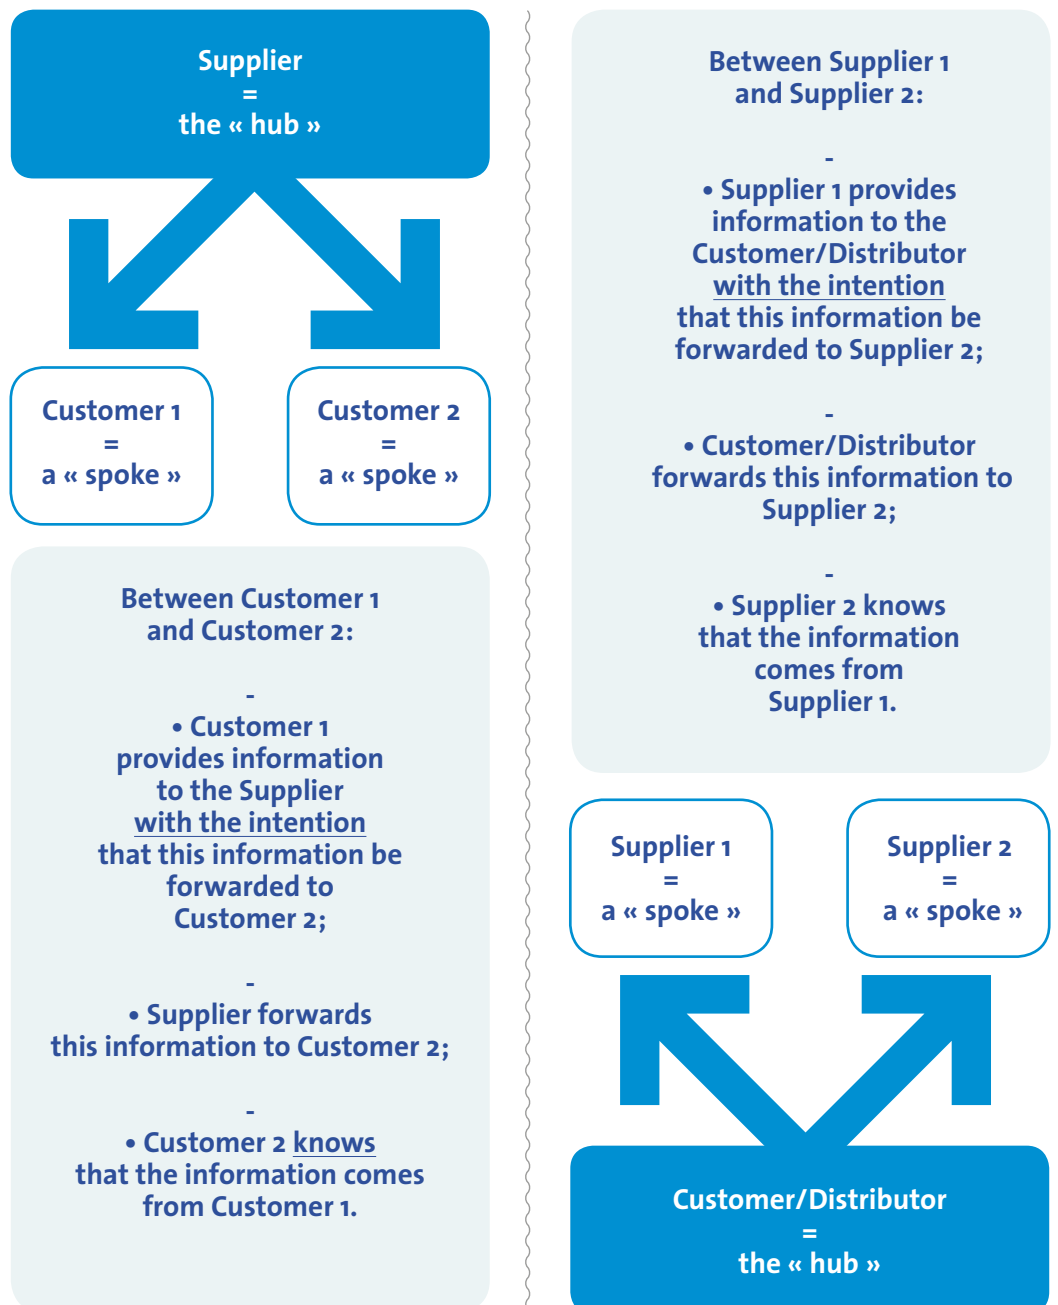 Supplier
=
the « hub »
Customer 1
=
a « spoke »
Customer 2
=
a « spoke »
Between Customer 1
and Customer 2:
-
• Customer 1
provides information
to the Supplier
with the intention
that this information be
forwarded to
Customer 2;
-
• Supplier forwards
this information to Customer 2;
-
• Customer 2 knows
that the information comes
from Customer 1.
Between Supplier 1
and Supplier 2:
-
• Supplier 1 provides
information to the
Customer/Distributor
with the intention
that this information be
forwarded to Supplier 2;
-
• Customer/Distributor
forwards this information to
Supplier 2;
-
• Supplier 2 knows
that the information
comes from
Supplier 1.
Supplier 1
=
a « spoke »
Supplier 2
=
a « spoke »
Customer/Distributor
=
the « hub »